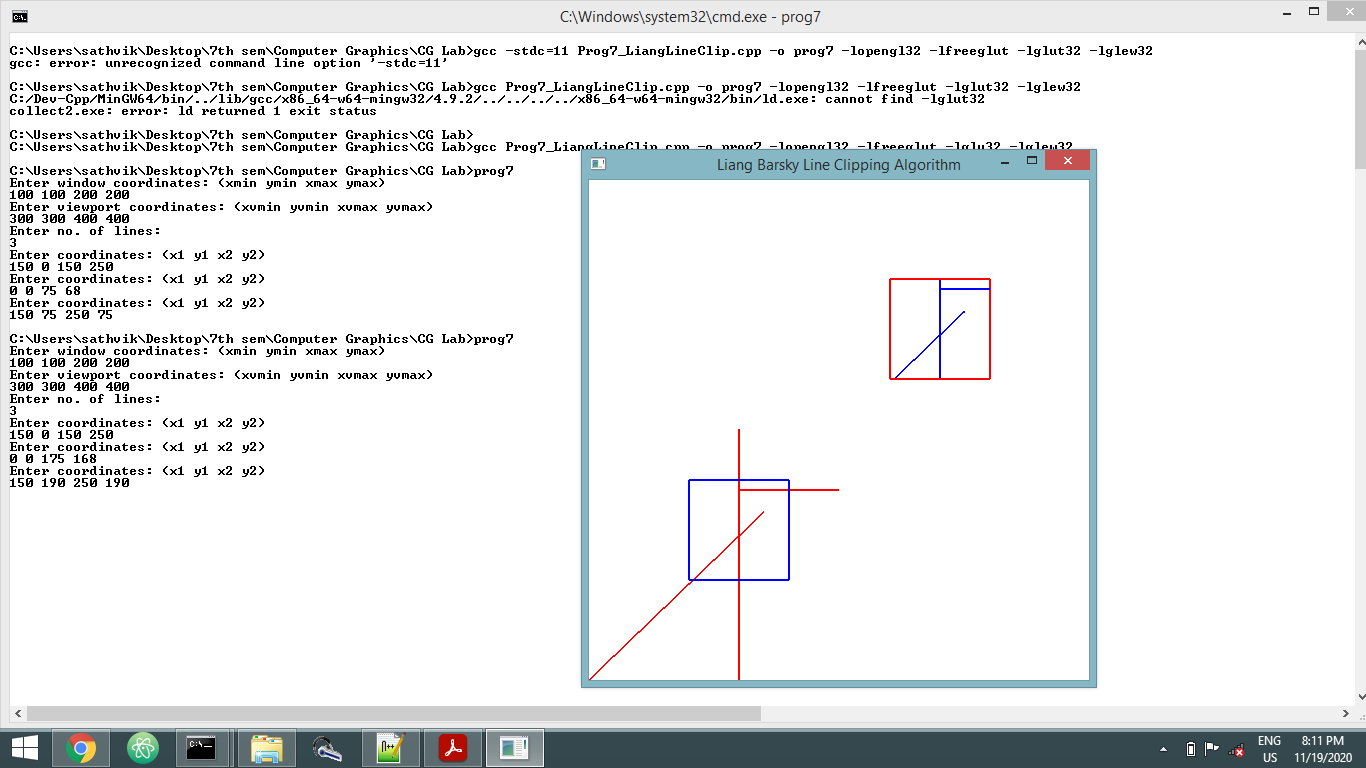 C:\Windows\system32\cmd.exe - prog7
C:\Users\sathvik\Desktop\7th sem\Computer Graphics\CG Lab>gcc -stdc=11 Prog7_LiangLineClip.cpp -o prog7 -lopengl32 -lfreeglut -lglut32 -lglew32
gcc: error: unrecognized command line option '-stdc=11'
C:\Users\sathvik\Desktop\7th sem\Computer Graphics\CG Lab>gcc Prog7_LiangLineClip.cpp -o prog7 -lopengl32 -lfreeglut -lglut32 -lglew32
C:/Dev-Cpp/MinGW64/bin/../lib/gcc/x86_64-w64-mingw32/4.9.2/../../../../x86_64-w64-mingw32/bin/ld.exe: cannot find -lglut32
collect2.exe: error: ld returned 1 exit status
C:\Users\sathvik\Desktop\7th sem\Computer Graphics\CG Lab>
C:\Users\sathvik\Desktop\7th sem\Computer Graphics\CG Lab>gcc Prog7_LiangLineClip.cpp -o prog7 -lopengl32 -lfreeglut -lglu32 -lglew32
C:\Users\sathvik\Desktop\7th sem\Computer Graphics\CG Lab>prog7
Enter window coordinates: (xmin ymin xmax ymax)
100 100 200 200
Enter viewport coordinates: (xvmin yvmin xvmax yvmax)
300 300 400 400
Enter no. of lines:
3
Enter coordinates: (x1 y1 x2 y2)
150 0 150 250
Enter coordinates: (x1 y1 x2 y2)
0 0 75 68
Enter coordinates: (x1 y1 x2 y2)
150 75 250 75
C:\Users\sathvik\Desktop\7th sem\Computer Graphics\CG Lab>prog7
Enter window coordinates: (xmin ymin xmax ymax)
100 100 200 200
Enter viewport coordinates: (xvmin yvmin xvmax yvmax)
300 300 400 400
Enter no. of lines:
3
Enter coordinates: (x1 y1 x2 y2)
150 0 150 250
Enter coordinates: (x1 y1 x2 y2)
0 0 175 168
Enter coordinates: (x1 y1 x2 y2)
150 190 250 190
Liang Barsky Line Clipping Algorithm
ENG
US
8:11 PM
11/19/2020